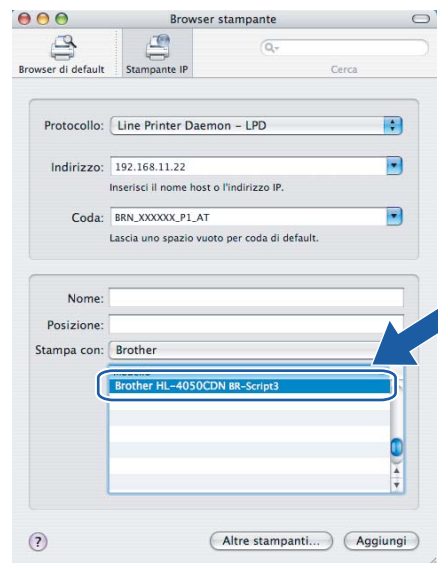 Browser stampante
Browser di default
Stampante IP
Cerca
Protocollo: Line Printer Daemon – LPD
Indirizzo: 192.168.11.22
Inserisci il nome host o l'indirizzo IP.
Coda: BRN_XXXXXX_P1_AT
Lascia uno spazio vuoto per coda di default.
Nome:
Posizione:
Stampa con: Brother
Brother HL-4050CDN BR-Script3
?
Altre stampanti...
Aggiungi